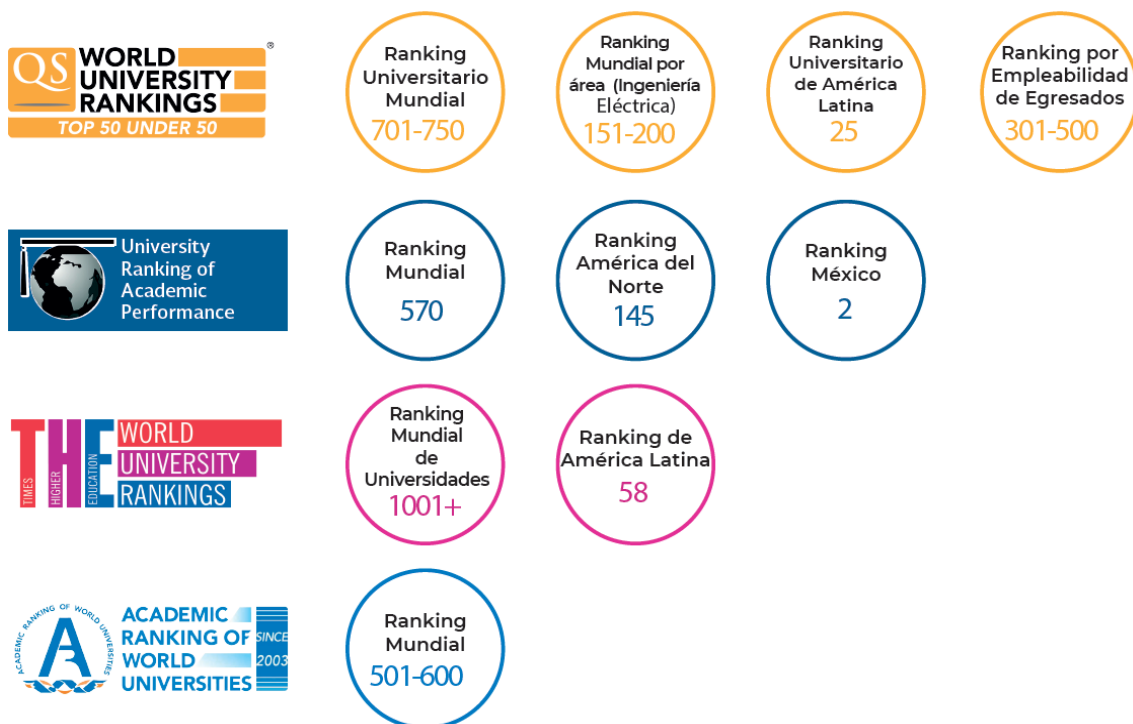 QS WORLD
UNIVERSITY
RANKINGS
®
TOP 50 UNDER 50
Ranking
Universitario
Mundial
701-750
Ranking
Mundial por
área (Ingeniería
Eléctrica)
151-200
Ranking
Universitario
de América
Latina
25
Ranking por
Empleabilidad
de Egresados
301-500
University
Ranking of
Academic
Performance
Ranking
Mundial
570
Ranking
América del
Norte
145
Ranking
México
2
THE
TIMES
HIGHER
EDUCATION
WORLD
UNIVERSITY
RANKINGS
Ranking
Mundial
de
Universidades
1001+
Ranking de
América Latina
58
ACADEMIC RANKING OF WORLD UNIVERSITIES
ACADEMIC
RANKING OF
WORLD
UNIVERSITIES
SINCE
2003
Ranking
Mundial
501-600